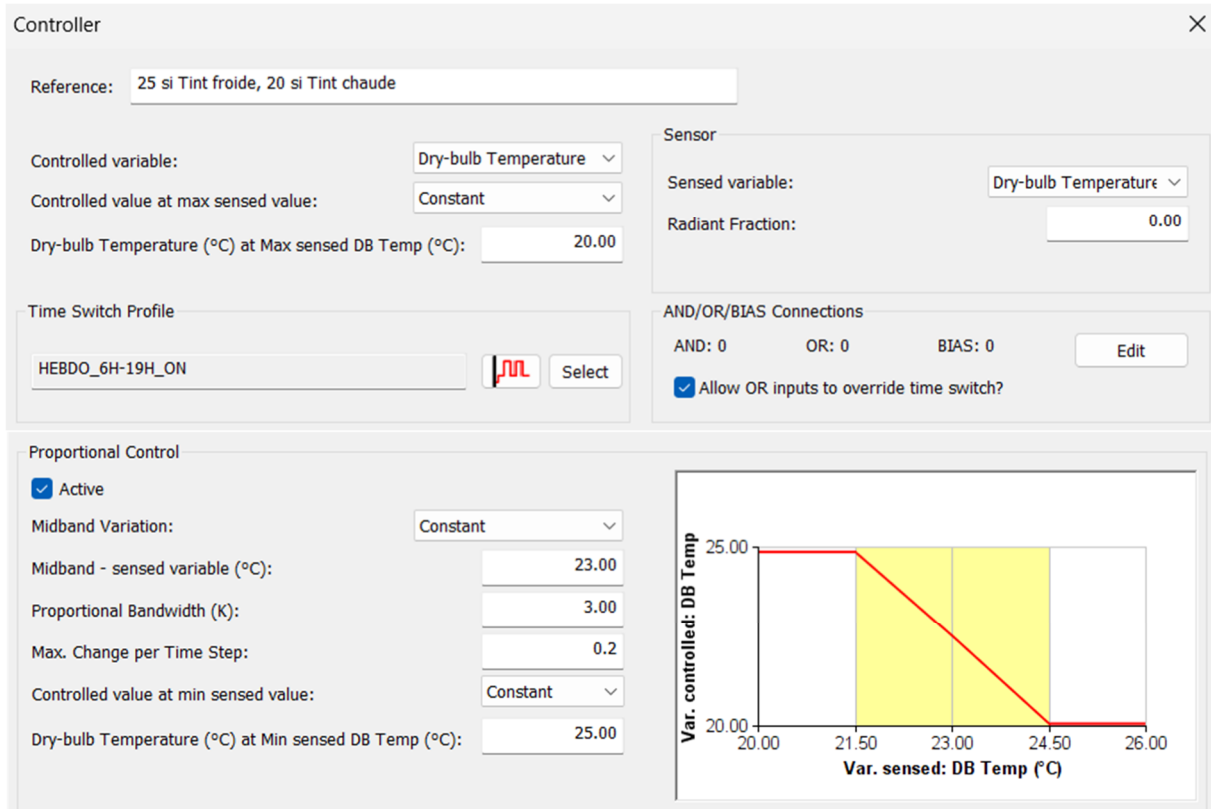 Controller
Reference: 25 si Tint froide, 20 si Tint chaude
Controlled variable: Dry-bulb Temperature
Controlled value at max sensed value: Constant
Dry-bulb Temperature (°C) at Max sensed DB Temp (°C): 20.00
Sensor
Sensed variable: Dry-bulb Temperature
Radiant Fraction: 0.00
Time Switch Profile
HEBDO_6H-19H_ON Select
AND/OR/BIAS Connections
AND: 0 OR: 0 BIAS: 0 Edit
Allow OR inputs to override time switch?
Proportional Control
Active
Midband Variation: Constant
Midband - sensed variable (°C): 23.00
Proportional Bandwidth (K): 3.00
Max. Change per Time Step: 0.2
Controlled value at min sensed value: Constant
Dry-bulb Temperature (°C) at Min sensed DB Temp (°C): 25.00
Var. controlled: DB Temp
25.00
20.00
20.00 21.50 23.00 24.50 26.00
Var. sensed: DB Temp (°C)